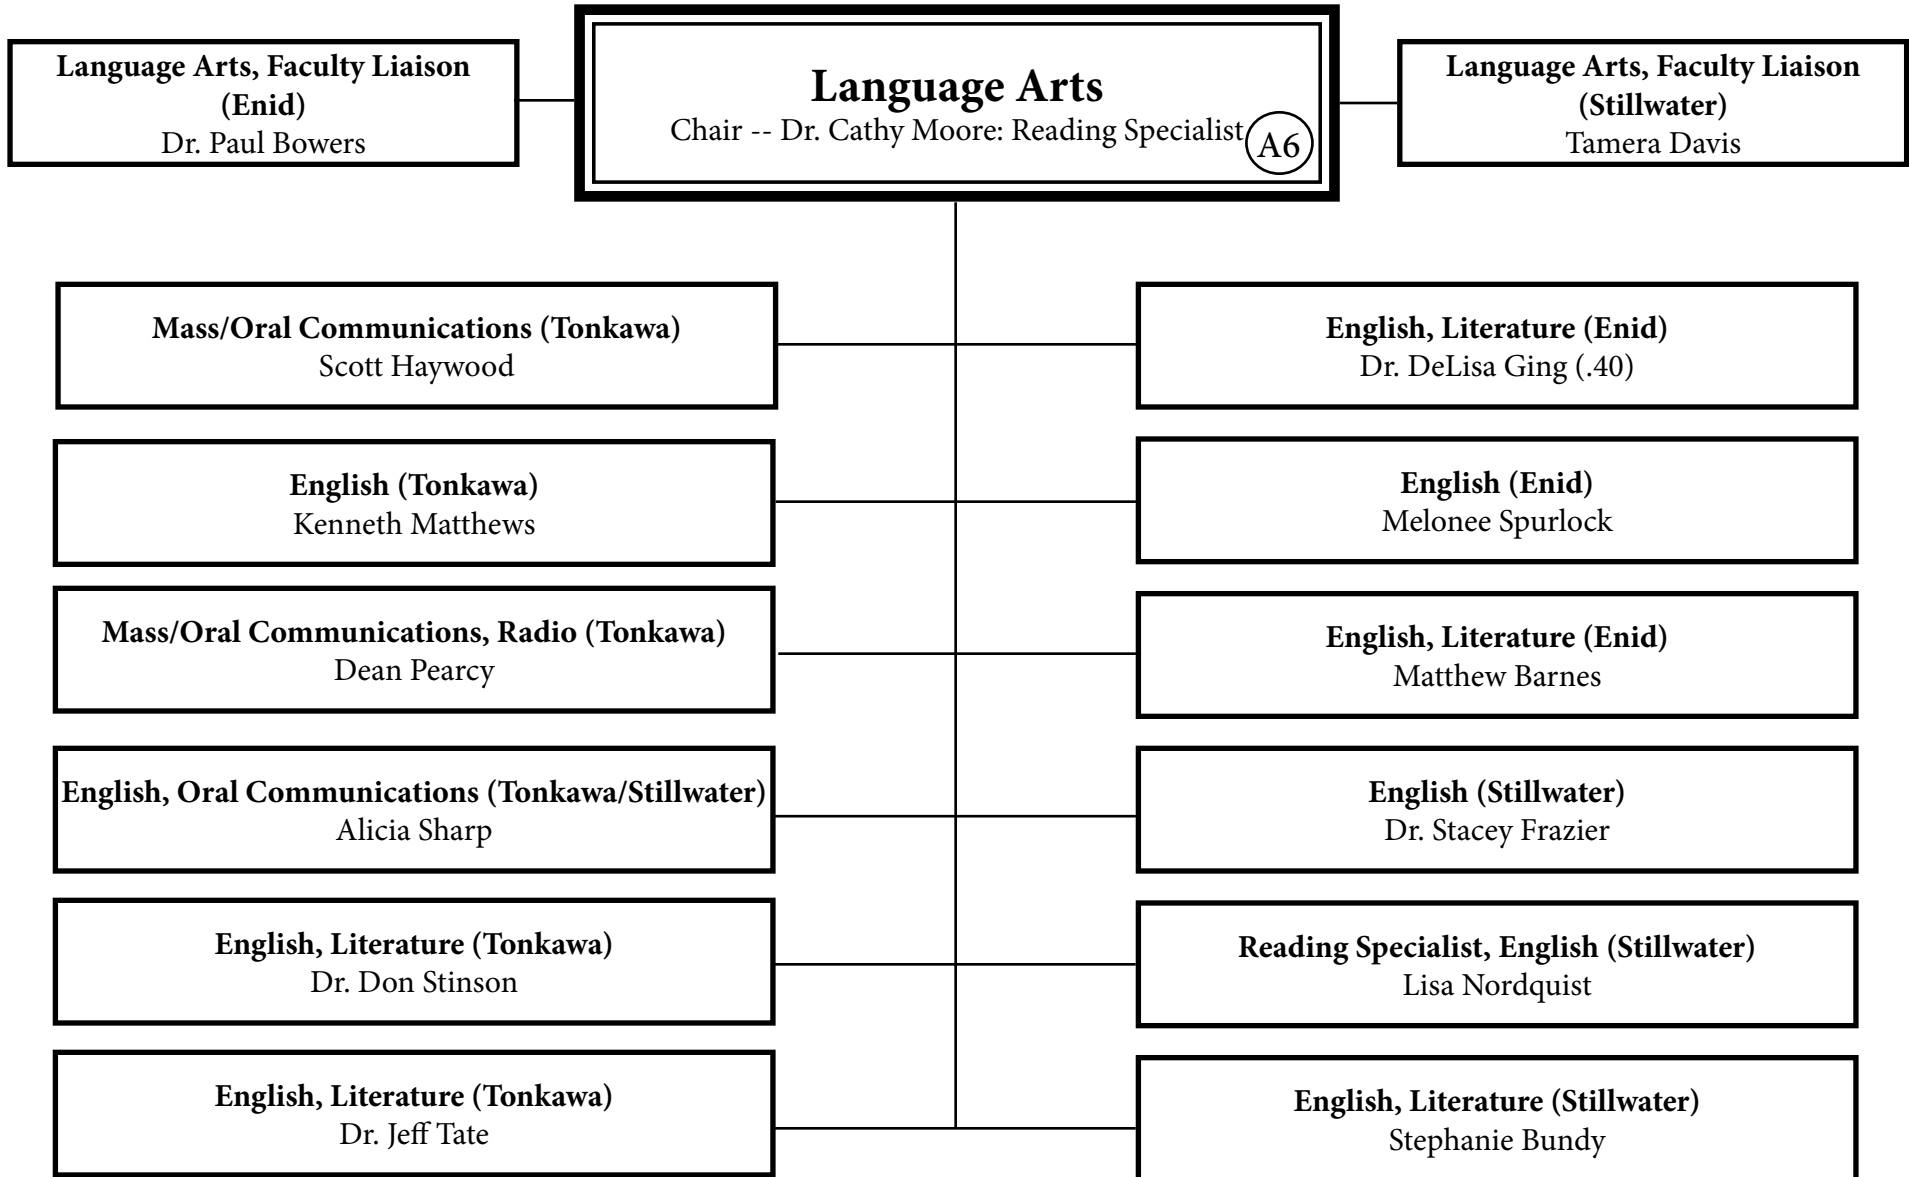 Language Arts, Faculty Liaison
(Enid)
Dr. Paul Bowers
Language Arts
Chair -- Dr. Cathy Moore: Reading Specialist
A6
Language Arts, Faculty Liaison
(Stillwater)
Tamera Davis
Mass/Oral Communications (Tonkawa)
Scott Haywood
English, Literature (Enid)
Dr. DeLisa Ging (.40)
English (Tonkawa)
Kenneth Matthews
English (Enid)
Melonee Spurlock
Mass/Oral Communications, Radio (Tonkawa)
Dean Pearcy
English, Literature (Enid)
Matthew Barnes
English, Oral Communications (Tonkawa/Stillwater)
Alicia Sharp
English (Stillwater)
Dr. Stacey Frazier
English, Literature (Tonkawa)
Dr. Don Stinson
Reading Specialist, English (Stillwater)
Lisa Nordquist
English, Literature (Tonkawa)
Dr. Jeff Tate
English, Literature (Stillwater)
Stephanie Bundy